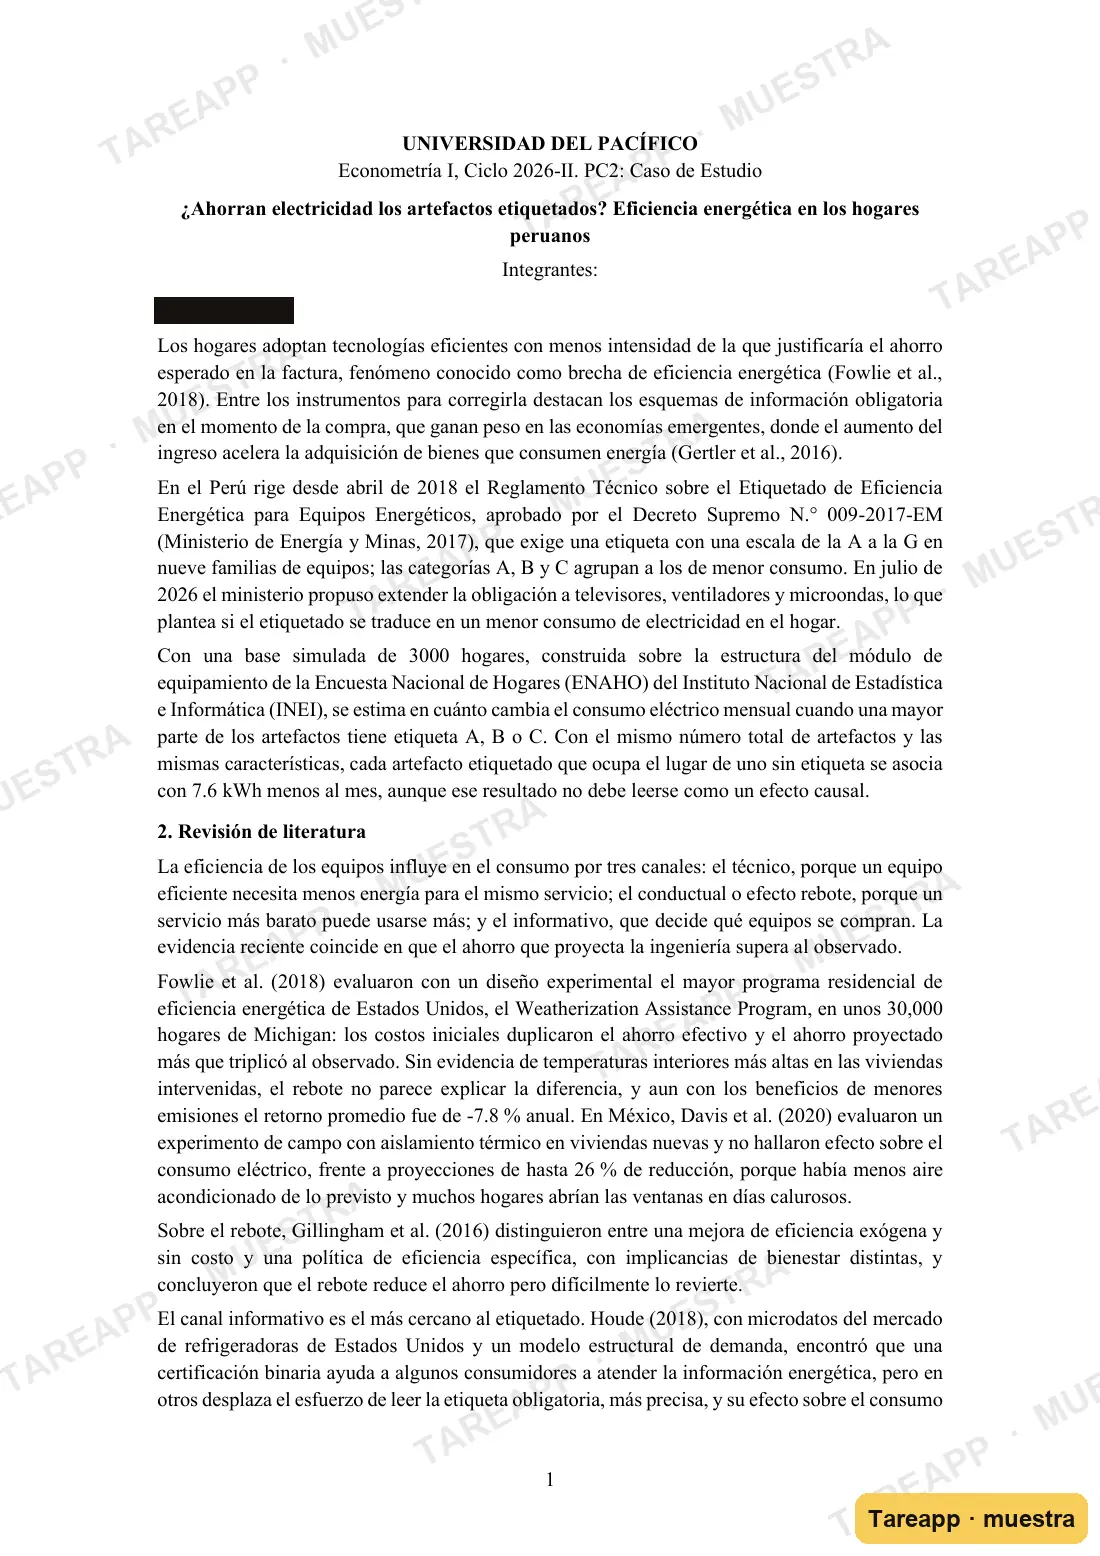 UNIVERSIDAD DEL PACÍFICO
Econometría I, Ciclo 2026-II. PC2: Caso de Estudio
¿Ahorran electricidad los artefactos etiquetados? Eficiencia energética en los hogares
peruanos
Integrantes:
Los hogares adoptan tecnologías eficientes con menos intensidad de la que justificaría el ahorro
esperado en la factura, fenómeno conocido como brecha de eficiencia energética (Fowlie et al.,
2018). Entre los instrumentos para corregirla destacan los esquemas de información obligatoria
en el momento de la compra, que ganan peso en las economías emergentes, donde el aumento del
ingreso acelera la adquisición de bienes que consumen energía (Gertler et al., 2016).
En el Perú rige desde abril de 2018 el Reglamento Técnico sobre el Etiquetado de Eficiencia
Energética para Equipos Energéticos, aprobado por el Decreto Supremo N.° 009-2017-EM
(Ministerio de Energía y Minas, 2017), que exige una etiqueta con una escala de la A a la G en
nueve familias de equipos; las categorías A, B y C agrupan a los de menor consumo. En julio de
2026 el ministerio propuso extender la obligación a televisores, ventiladores y microondas, lo que
plantea si el etiquetado se traduce en un menor consumo de electricidad en el hogar.
Con una base simulada de 3000 hogares, construida sobre la estructura del módulo de
equipamiento de la Encuesta Nacional de Hogares (ENAHO) del Instituto Nacional de Estadística
e Informática (INEI), se estima en cuánto cambia el consumo eléctrico mensual cuando una mayor
parte de los artefactos tiene etiqueta A, B o C. Con el mismo número total de artefactos y las
mismas características, cada artefacto etiquetado que ocupa el lugar de uno sin etiqueta se asocia
con 7.6 kWh menos al mes, aunque ese resultado no debe leerse como un efecto causal.
2. Revisión de literatura
La eficiencia de los equipos influye en el consumo por tres canales: el técnico, porque un equipo
eficiente necesita menos energía para el mismo servicio; el conductual o efecto rebote, porque un
servicio más barato puede usarse más; y el informativo, que decide qué equipos se compran. La
evidencia reciente coincide en que el ahorro que proyecta la ingeniería supera al observado.
Fowlie et al. (2018) evaluaron con un diseño experimental el mayor programa residencial de
eficiencia energética de Estados Unidos, el Weatherization Assistance Program, en unos 30,000
hogares de Michigan: los costos iniciales duplicaron el ahorro efectivo y el ahorro proyectado
más que triplicó al observado. Sin evidencia de temperaturas interiores más altas en las viviendas
intervenidas, el rebote no parece explicar la diferencia, y aun con los beneficios de menores
emisiones el retorno promedio fue de -7.8 % anual. En México, Davis et al. (2020) evaluaron un
experimento de campo con aislamiento térmico en viviendas nuevas y no hallaron efecto sobre el
consumo eléctrico, frente a proyecciones de hasta 26 % de reducción, porque había menos aire
acondicionado de lo previsto y muchos hogares abrían las ventanas en días calurosos.
Sobre el rebote, Gillingham et al. (2016) distinguieron entre una mejora de eficiencia exógena y
sin costo y una política de eficiencia específica, con implicancias de bienestar distintas, y
concluyeron que el rebote reduce el ahorro pero difícilmente lo revierte.
El canal informativo es el más cercano al etiquetado. Houde (2018), con microdatos del mercado
de refrigeradoras de Estados Unidos y un modelo estructural de demanda, encontró que una
certificación binaria ayuda a algunos consumidores a atender la información energética, pero en
otros desplaza el esfuerzo de leer la etiqueta obligatoria, más precisa, y su efecto sobre el consumo
1
Tareapp · muestra